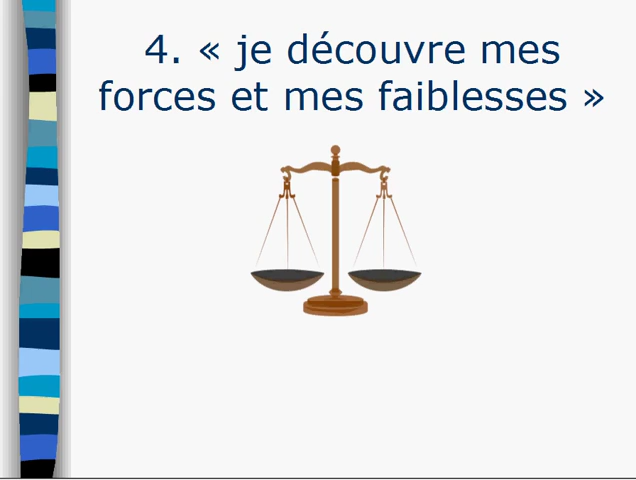 4. « je découvre mes
forces et mes faiblesses »